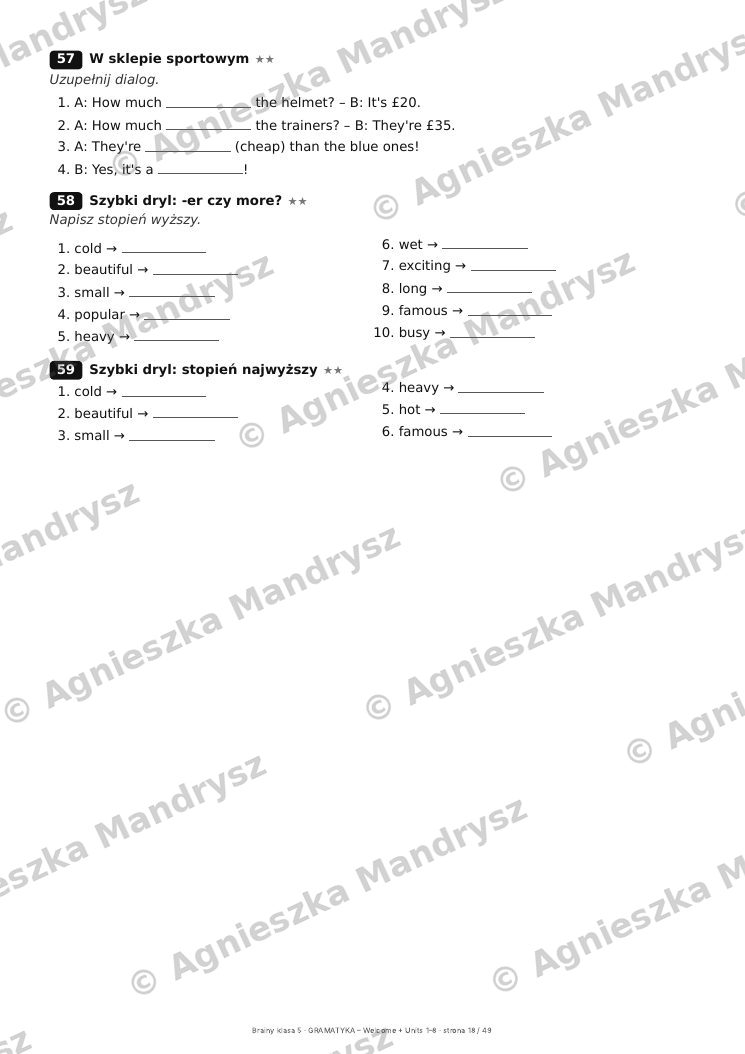 57 W sklepie sportowym ★★
Uzupełnij dialog.
1. A: How much ____________ the helmet? – B: It's £20.
2. A: How much ____________ the trainers? – B: They're £35.
3. A: They're ____________ (cheap) than the blue ones!
4. B: Yes, it's a ____________!
58 Szybki dryl: -er czy more? ★★
Napisz stopień wyższy.
1. cold → ____________
2. beautiful → ____________
3. small → ____________
4. popular → ____________
5. heavy → ____________
6. wet → ____________
7. exciting → ____________
8. long → ____________
9. famous → ____________
10. busy → ____________
59 Szybki dryl: stopień najwyższy ★★
1. cold → ____________
2. beautiful → ____________
3. small → ____________
4. heavy → ____________
5. hot → ____________
6. famous → ____________
© Agnieszka Mandrysz
Brainy klasa 5 · GRAMATYKA – Welcome + Units 1–8 · strona 18 / 49